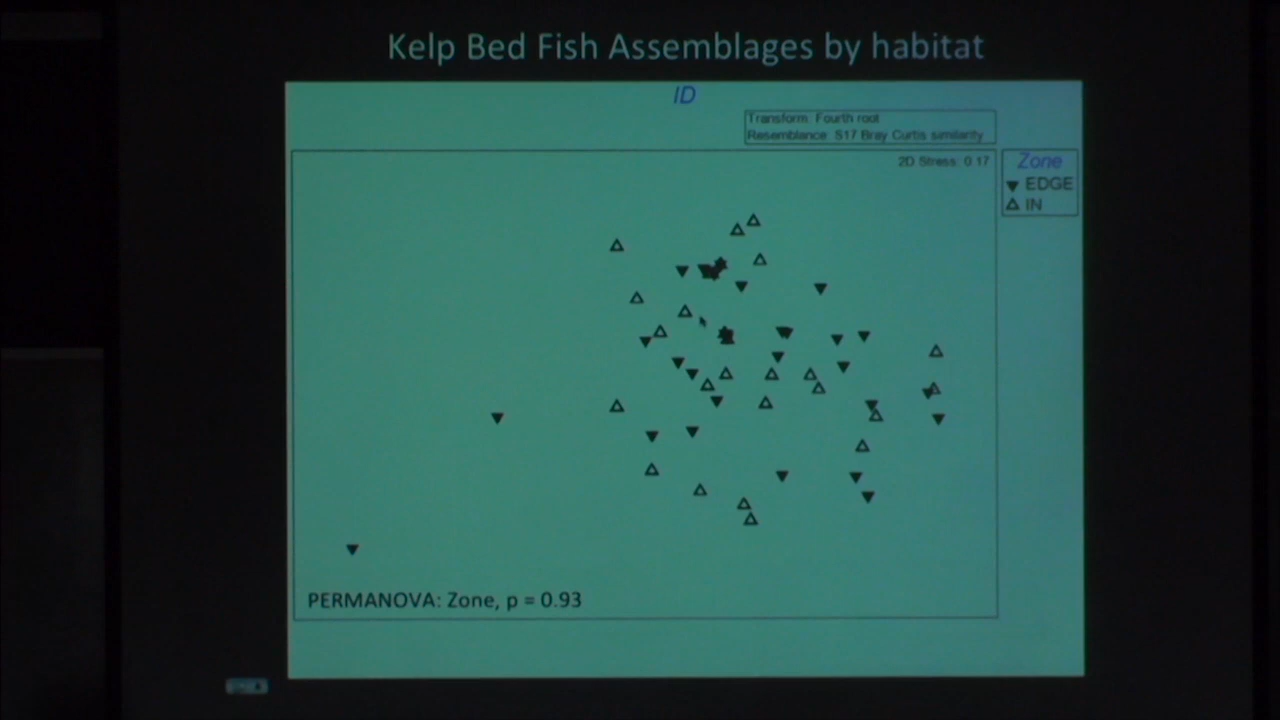 Kelp Bed Fish Assemblages by habitat
ID
Transform: Fourth root
Resemblance: S17 Bray Curtis similarity
2D Stress: 0.17
Zone
EDGE
IN
PERMANOVA: Zone, p = 0.93